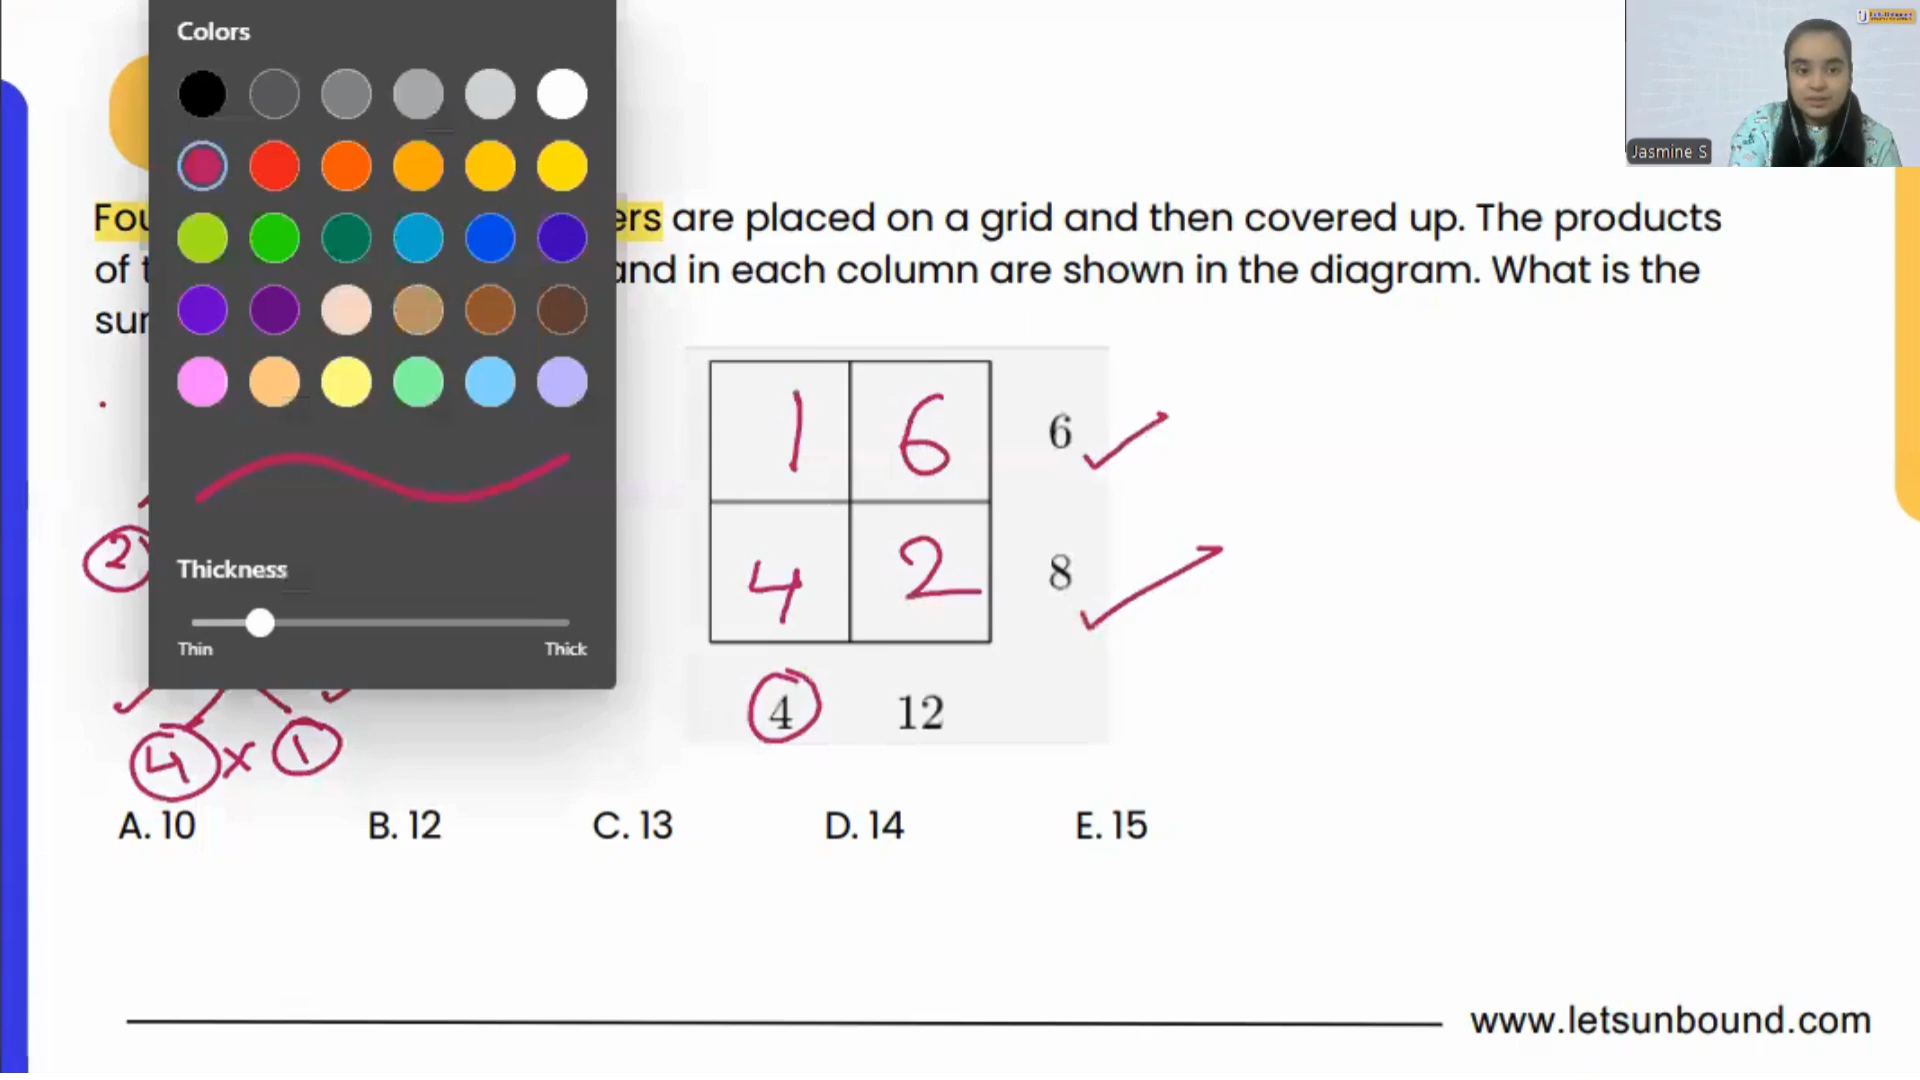 Colors
ers are placed on a grid and then covered up. The products
of and in each column are shown in the diagram. What is the
1 6 6
2
Thickness
4 2 8
Thin Thick
4 12
4 x 1
A. 10 B. 12 C. 13 D. 14 E. 15
www.letsunbound.com
Jasmine S